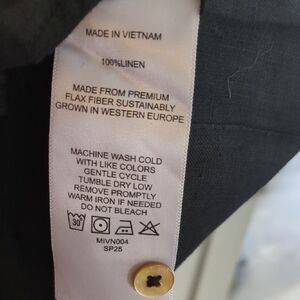 MADE IN VIETNAM
100%LINEN
MADE FROM PREMIUM
FLAX FIBER SUSTAINABLY
GROWN IN WESTERN EUROPE
MACHINE WASH COLD
WITH LIKE COLORS
GENTLE CYCLE
TUMBLE DRY LOW
REMOVE PROMPTLY
WARM IRON IF NEEDED
DO NOT BLEACH
30
MIVN004
SP25